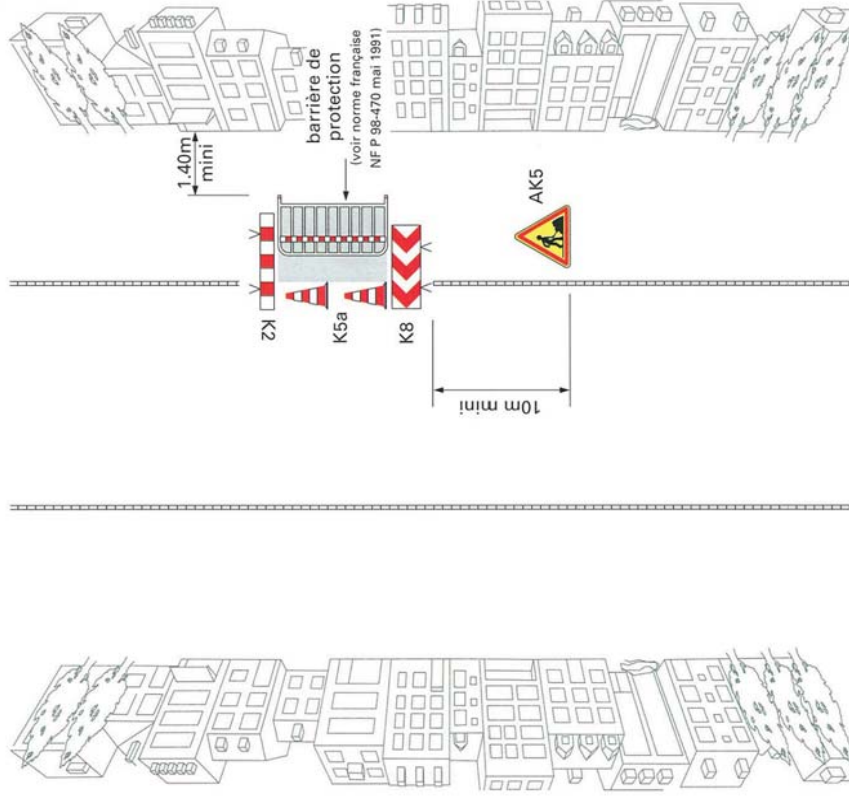 1.40m
mini
barrière de
protection
(voir norme française
NF P 98-470 mai 1991)
K2
K5a
K8
AK5
10m mini